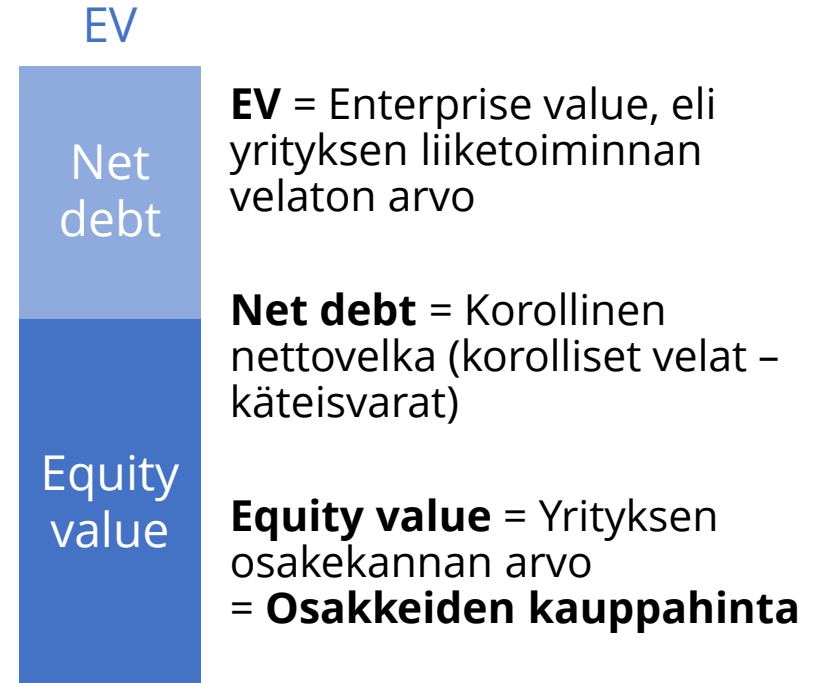 EV
Net
debt
Equity
value
EV = Enterprise value, eli
yrityksen liiketoiminnan
velaton arvo
Net debt = Korollinen
nettovelka (korolliset velat –
käteisvarat)
Equity value = Yrityksen
osakekannan arvo
= Osakkeiden kauppahinta